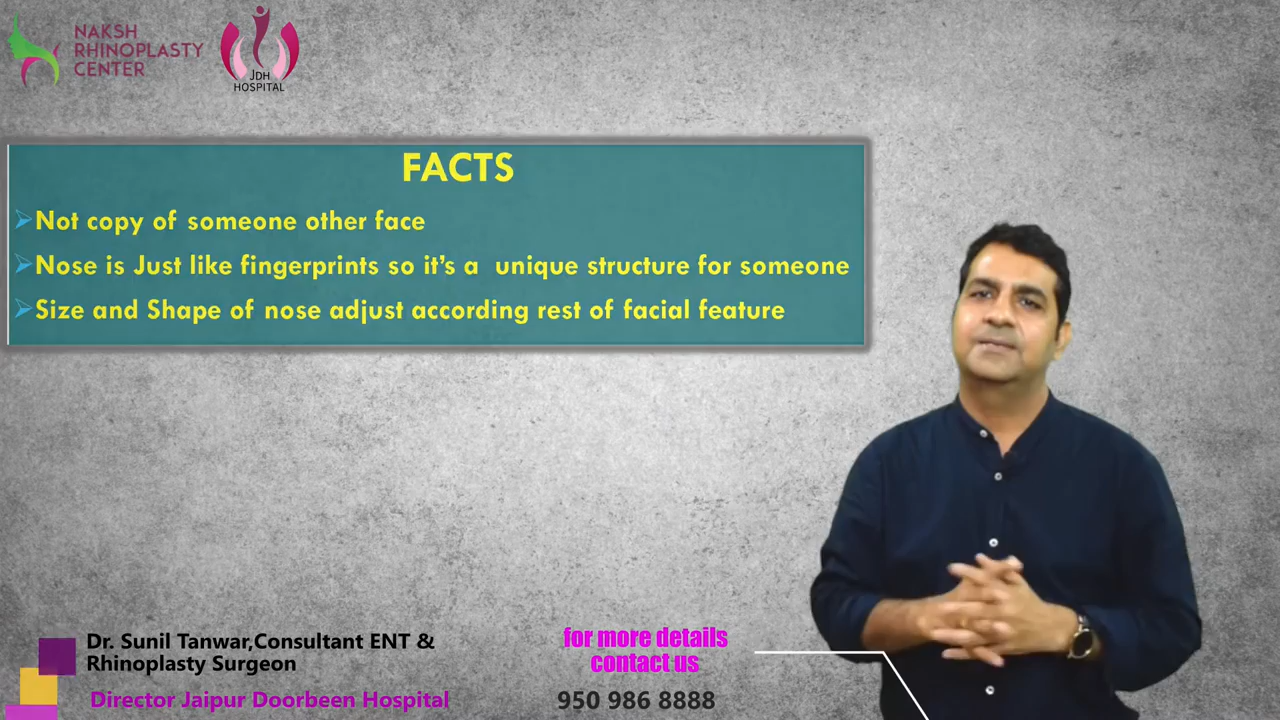 NAKSH
RHINOPLASTY
CENTER
JDH
HOSPITAL
FACTS
Not copy of someone other face
Nose is Just like fingerprints so it's a unique structure for someone
Size and Shape of nose adjust according rest of facial feature
Dr. Sunil Tanwar,Consultant ENT &
Rhinoplasty Surgeon
Director Jaipur Doorbeen Hospital
for more details
contact us
950 986 8888